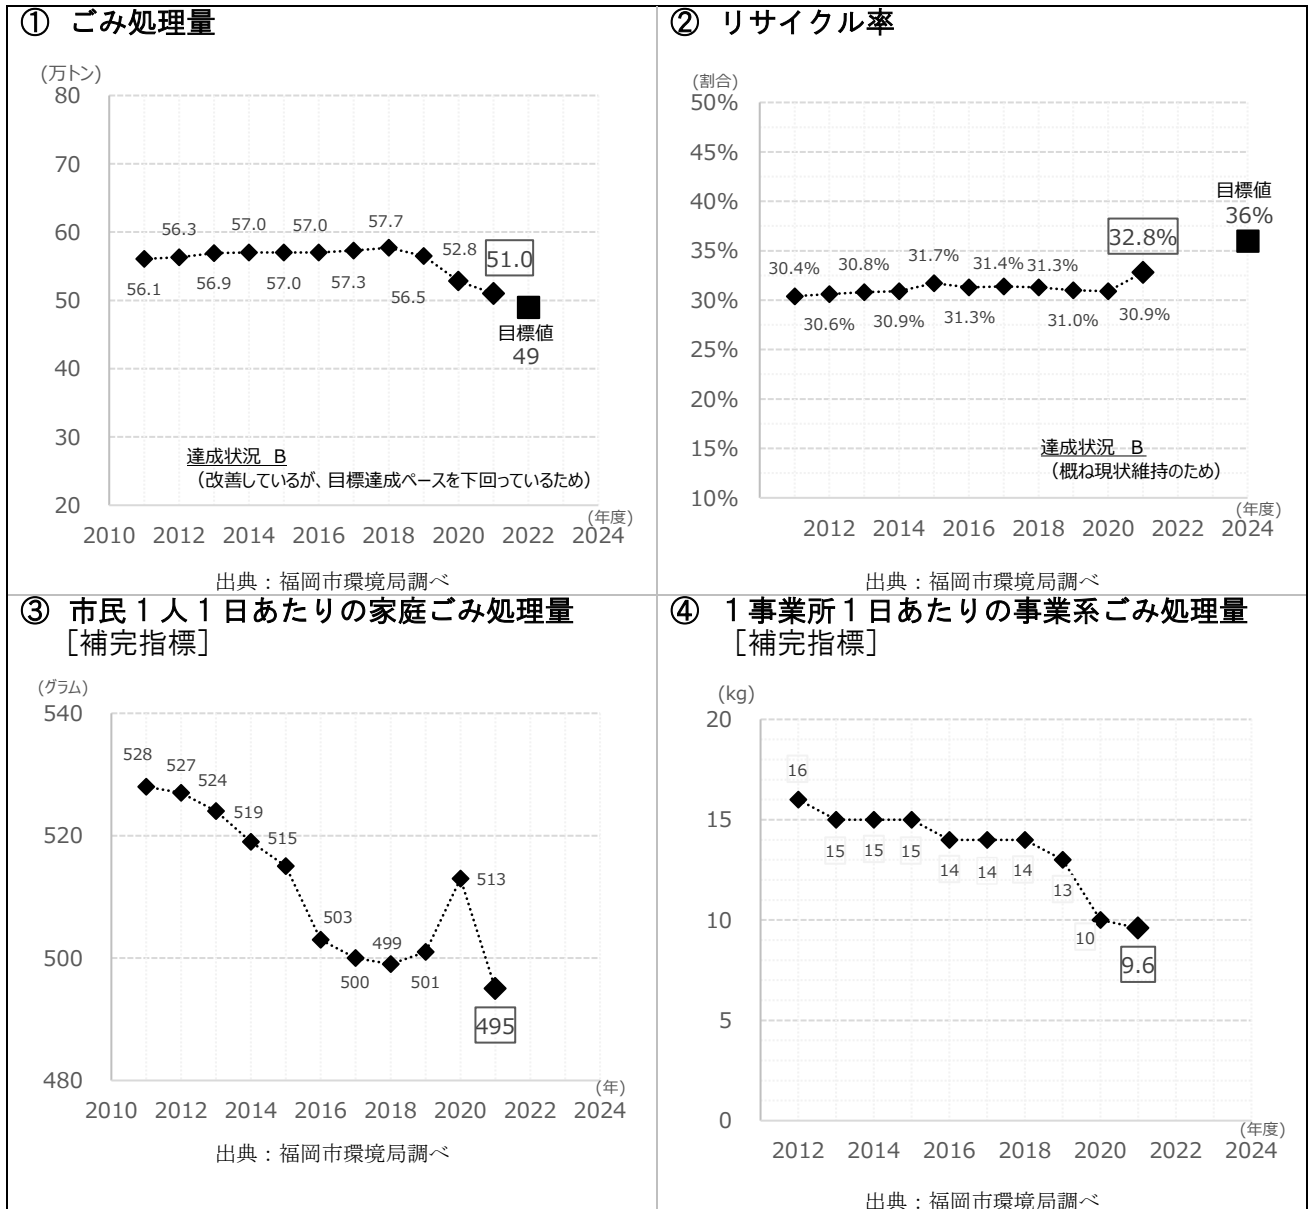 ① ごみ処理量
(万トン)
80
70
60
50
40
30
20
56.1
56.3
56.9
57.0
57.0
57.0
57.3
57.7
56.5
52.8
51.0
目標値
49
達成状況 B
(改善しているが、目標達成ペースを下回っているため)
2010 2012 2014 2016 2018 2020 2022 2024
(年度)
出典：福岡市環境局調べ
② リサイクル率
(割合)
50%
45%
40%
35%
30%
25%
20%
15%
10%
30.4%
30.6%
30.8%
30.9%
31.7%
31.3%
31.4%
31.3%
31.0%
30.9%
32.8%
目標値
36%
達成状況 B
(概ね現状維持のため)
2012 2014 2016 2018 2020 2022 2024
(年度)
出典：福岡市環境局調べ
③ 市民１人１日あたりの家庭ごみ処理量
［補完指標］
(グラム)
540
520
500
480
528
527
524
519
515
503
500
499
501
513
495
2010 2012 2014 2016 2018 2020 2022 2024
(年)
出典：福岡市環境局調べ
④ １事業所１日あたりの事業系ごみ処理量
［補完指標］
(kg)
20
15
10
5
0
16
15
15
15
14
14
14
13
10
9.6
2012 2014 2016 2018 2020 2022 2024
(年度)
出典：福岡市環境局調べ